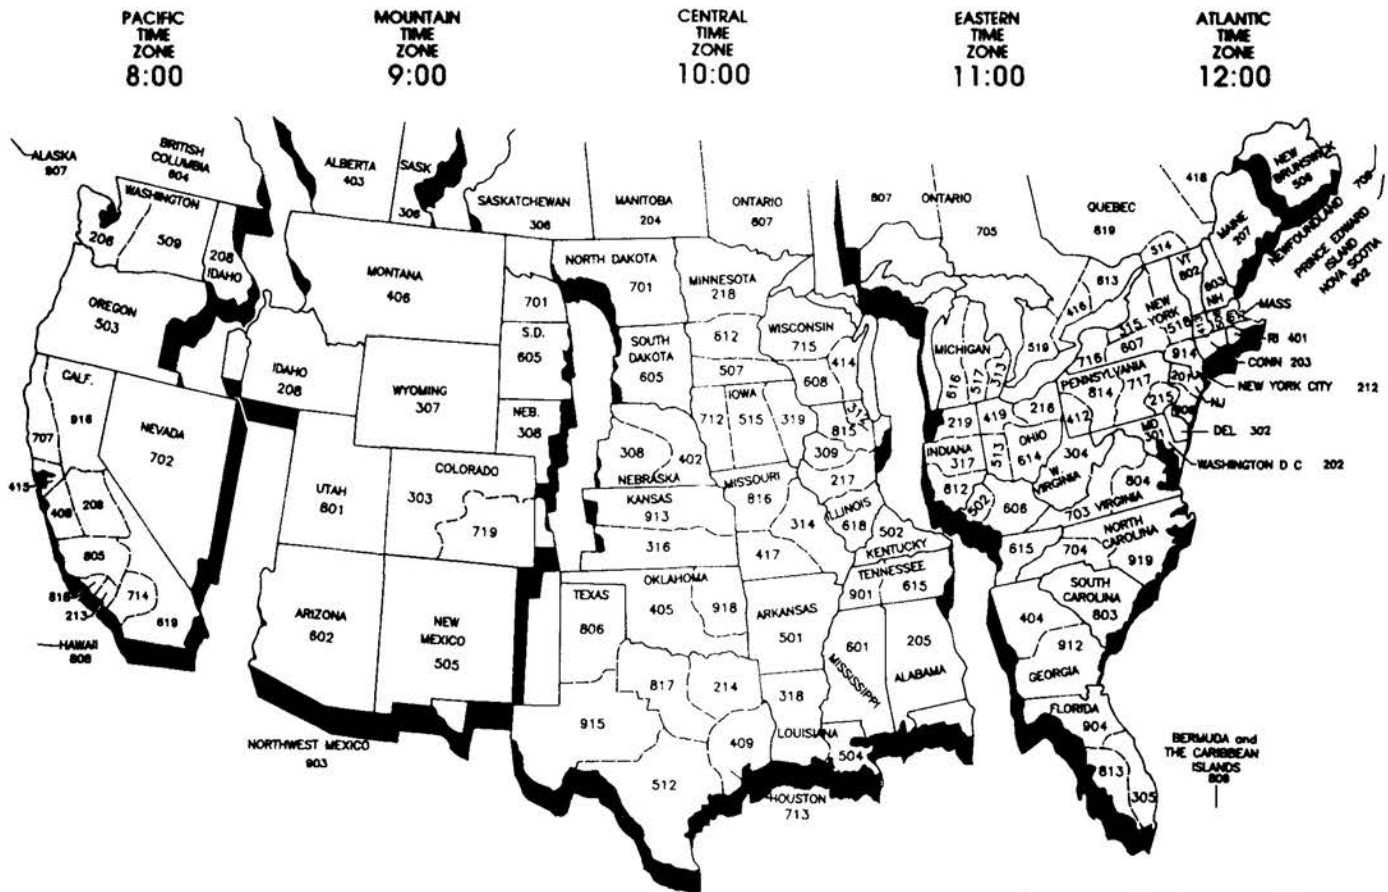 PACIFIC
TIME
ZONE
8:00
MOUNTAIN
TIME
ZONE
9:00
CENTRAL
TIME
ZONE
10:00
EASTERN
TIME
ZONE
11:00
ATLANTIC
TIME
ZONE
12:00
ALASKA
907
BRITISH
COLUMBIA
604
WASHINGTON
206
509
208
IDAHO
OREGON
503
CALF.
916
707
415
408
209
805
818
213
714
619
HAWAII
808
NEVADA
702
ALBERTA
403
SASK
306
MONTANA
406
IDAHO
208
WYOMING
307
701
S.D.
605
NEB.
308
UTAH
801
COLORADO
303
719
ARIZONA
602
NEW
MEXICO
505
NORTHWEST MEXICO
903
SASKATCHEWAN
306
MANITOBA
204
ONTARIO
807
NORTH DAKOTA
701
MINNESOTA
218
612
507
SOUTH
DAKOTA
605
WISCONSIN
715
414
608
IOWA
712
515
319
308
402
NEBRASKA
815
309
217
ILLINOIS
618
KANSAS
913
316
MISSOURI
816
314
417
502
KENTUCKY
TENNESSEE
901
615
OKLAHOMA
405
918
TEXAS
806
ARKANSAS
501
817
214
915
409
512
HOUSTON
713
318
LOUISIANA
504
601
MISSISSIPPI
205
ALABAMA
807
ONTARIO
705
QUEBEC
819
418
514
613
416
519
NEW
BRUNSWICK
506
709
NEWFOUNDLAND
PRINCE EDWARD
ISLAND
NOVA SCOTIA
902
MAINE
207
VT
802
603
NH
MASS
RI 401
CONN 203
NEW YORK CITY 212
NJ
DEL 302
WASHINGTON D C 202
NEW
YORK
315
518
607
716
914
201
PENNSYLVANIA
814
717
215
412
609
MD
301
MICHIGAN
616
517
313
219
INDIANA
317
812
419
216
OHIO
513
614
304
W
VIRGINIA
502
606
703
VIRGINIA
804
615
704
NORTH
CAROLINA
919
SOUTH
CAROLINA
803
404
912
GEORGIA
FLORIDA
904
813
305
BERMUDA and
THE CARIBBEAN
ISLANDS
809